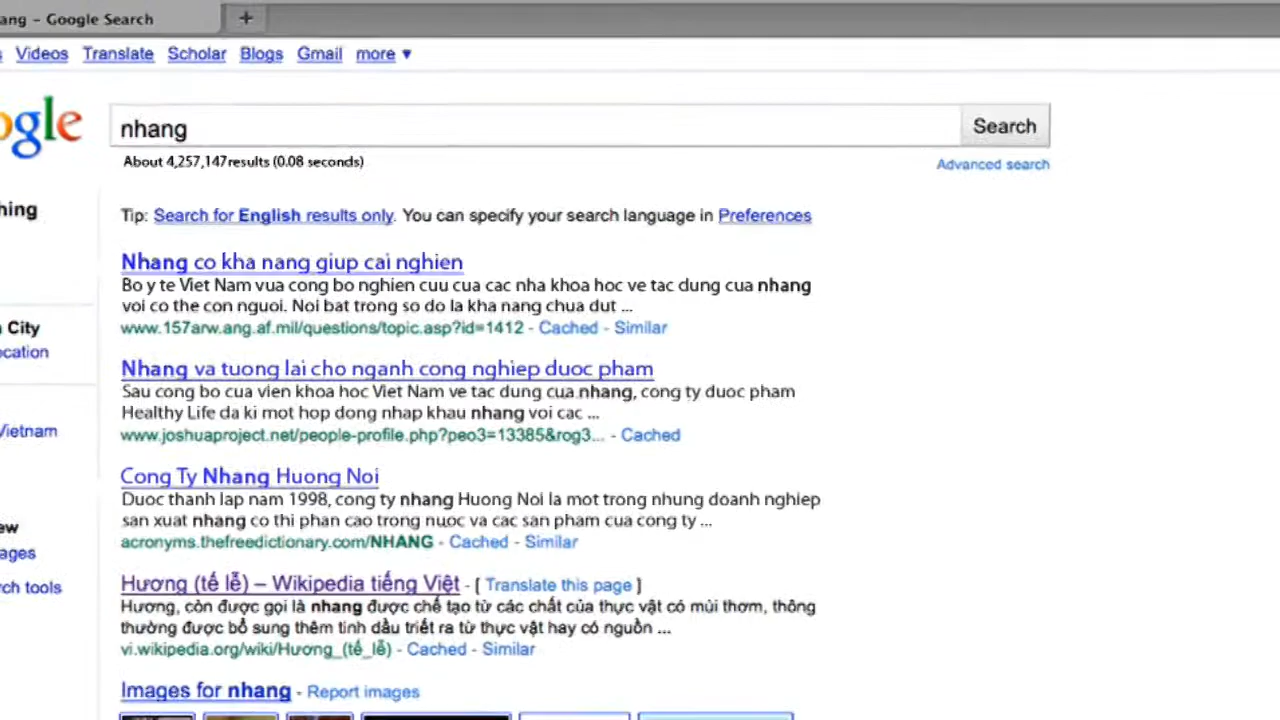 ang – Google Search +
Videos Translate Scholar Blogs Gmail more ▼
ogle
nhang
Search
About 4,257,147results (0.08 seconds)
Advanced search
hing
Tip: Search for English results only. You can specify your search language in Preferences
Nhang co kha nang giup cai nghien
Bo y te Viet Nam vua cong bo nghien cuu cua cac nha khoa hoc ve tac dung cua nhang
voi co the con nguoi. Noi bat trong so do la kha nang chua dut ...
www.157arw.ang.af.mil/questions/topic.asp?id=1412 - Cached - Similar
City
ocation
Nhang va tuong lai cho nganh cong nghiep duoc pham
Sau cong bo cua vien khoa hoc Viet Nam ve tac dung cua nhang, cong ty duoc pham
Healthy Life da ki mot hop dong nhap khau nhang voi cac ...
www.joshuaproject.net/people-profile.php?peo3=13385&rog3... - Cached
Vietnam
Cong Ty Nhang Huong Noi
Duoc thanh lap nam 1998, cong ty nhang Huong Noi la mot trong nhung doanh nghiep
san xuat nhang co thi phan cao trong nuoc va cac san pham cua cong ty ...
acronyms.thefreedictionary.com/NHANG - Cached - Similar
ew
ages
rch tools
Hương (tế lễ) – Wikipedia tiếng Việt - [ Translate this page ]
Hương, còn được gọi là nhang được chế tạo từ các chất của thực vật có mùi thơm, thông
thường được bổ sung thêm tinh dầu triết ra từ thực vật hay có nguồn ...
vi.wikipedia.org/wiki/Hương_(tế_lễ) - Cached - Similar
Images for nhang - Report images